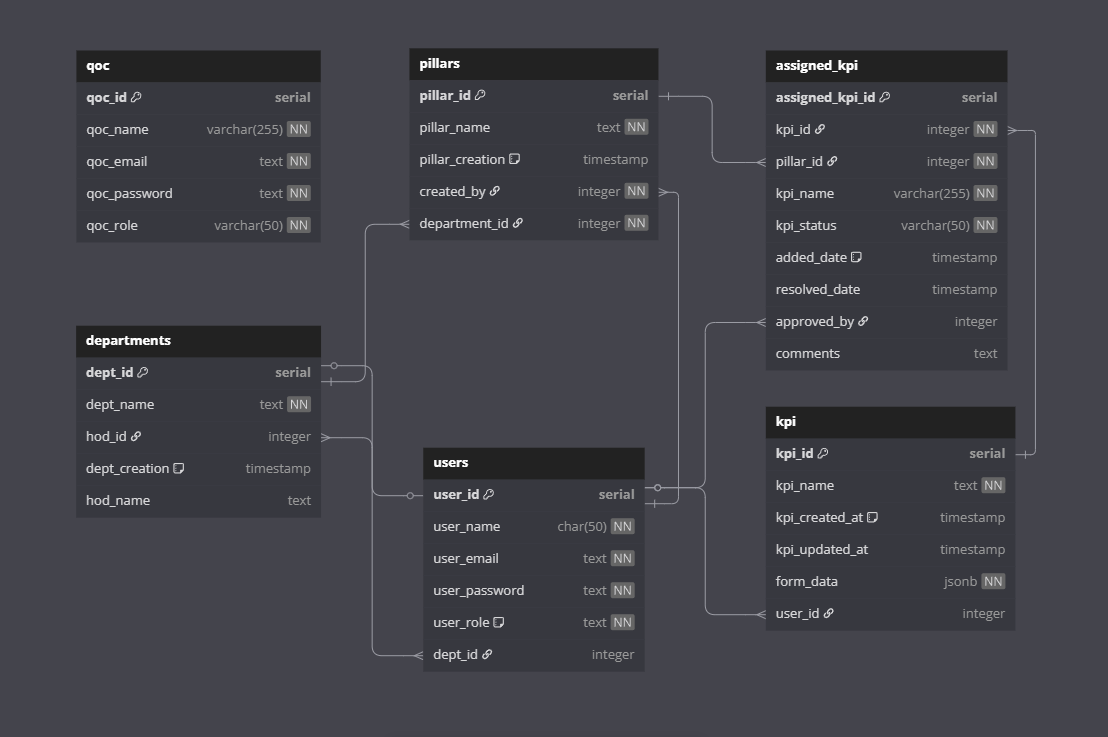 qoc
qoc_id serial
qoc_name varchar(255) NN
qoc_email text NN
qoc_password text NN
qoc_role varchar(50) NN
pillars
pillar_id serial
pillar_name text NN
pillar_creation timestamp
created_by integer NN
department_id integer NN
assigned_kpi
assigned_kpi_id serial
kpi_id integer NN
pillar_id integer NN
kpi_name varchar(255) NN
kpi_status varchar(50) NN
added_date timestamp
resolved_date timestamp
approved_by integer
comments text
departments
dept_id serial
dept_name text NN
hod_id integer
dept_creation timestamp
hod_name text
users
user_id serial
user_name char(50) NN
user_email text NN
user_password text NN
user_role text NN
dept_id integer
kpi
kpi_id serial
kpi_name text NN
kpi_created_at timestamp
kpi_updated_at timestamp
form_data jsonb NN
user_id integer